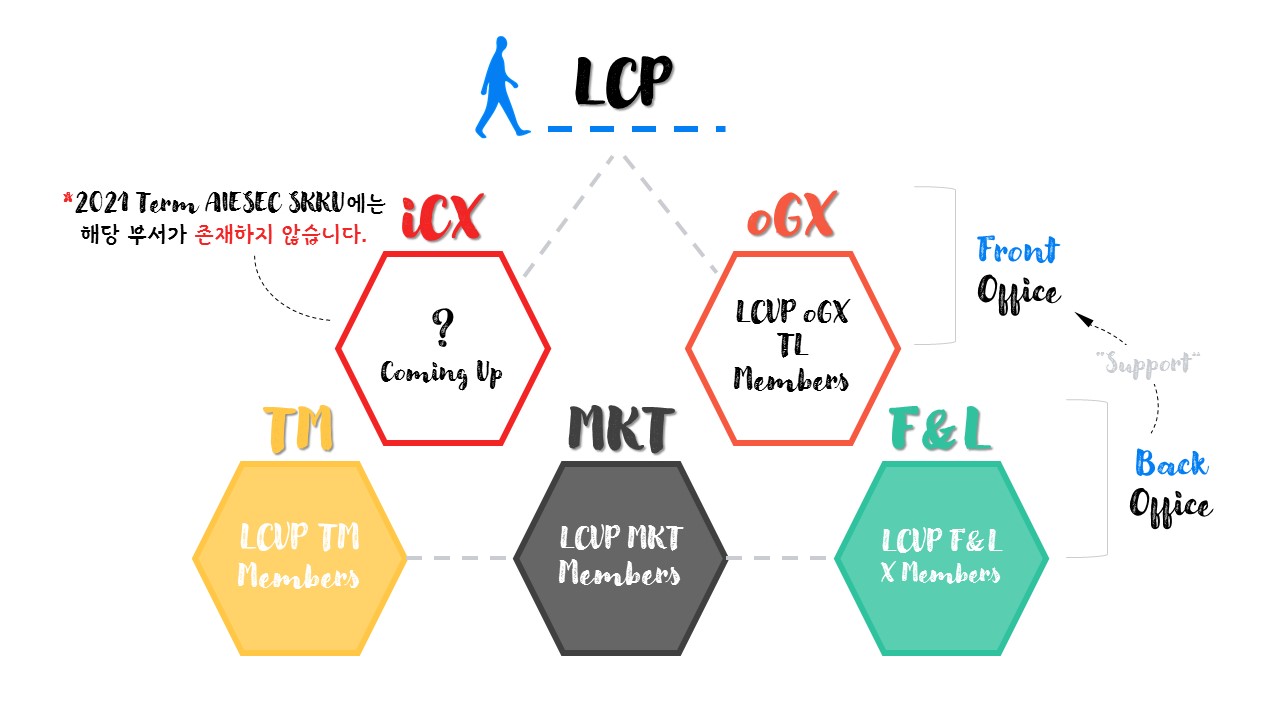 LCP
*2021 Term AIESEC SKKU에는
해당 부서가 존재하지 않습니다.
iCX
?
Coming Up
oGX
LCVP oGX
TL
Members
Front
Office
"Support"
Back
Office
TM
LCVP TM
Members
MKT
LCVP MKT
Members
F&L
LCVP F&L
X Members